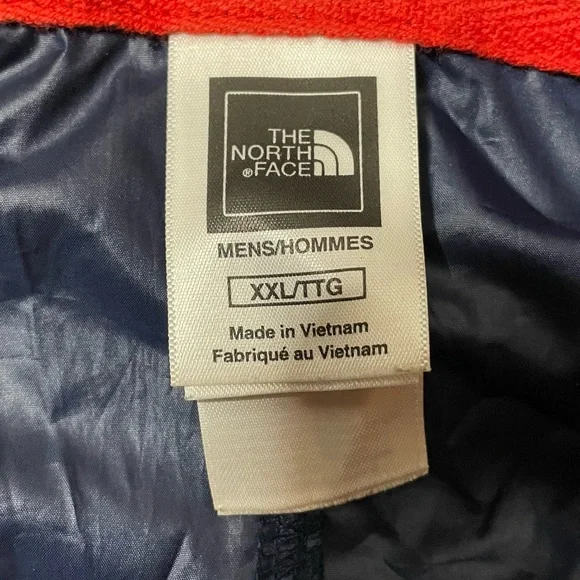 THE
NORTH
®FACE
MENS/HOMMES
XXL/TTG
Made in Vietnam
Fabriqué au Vietnam